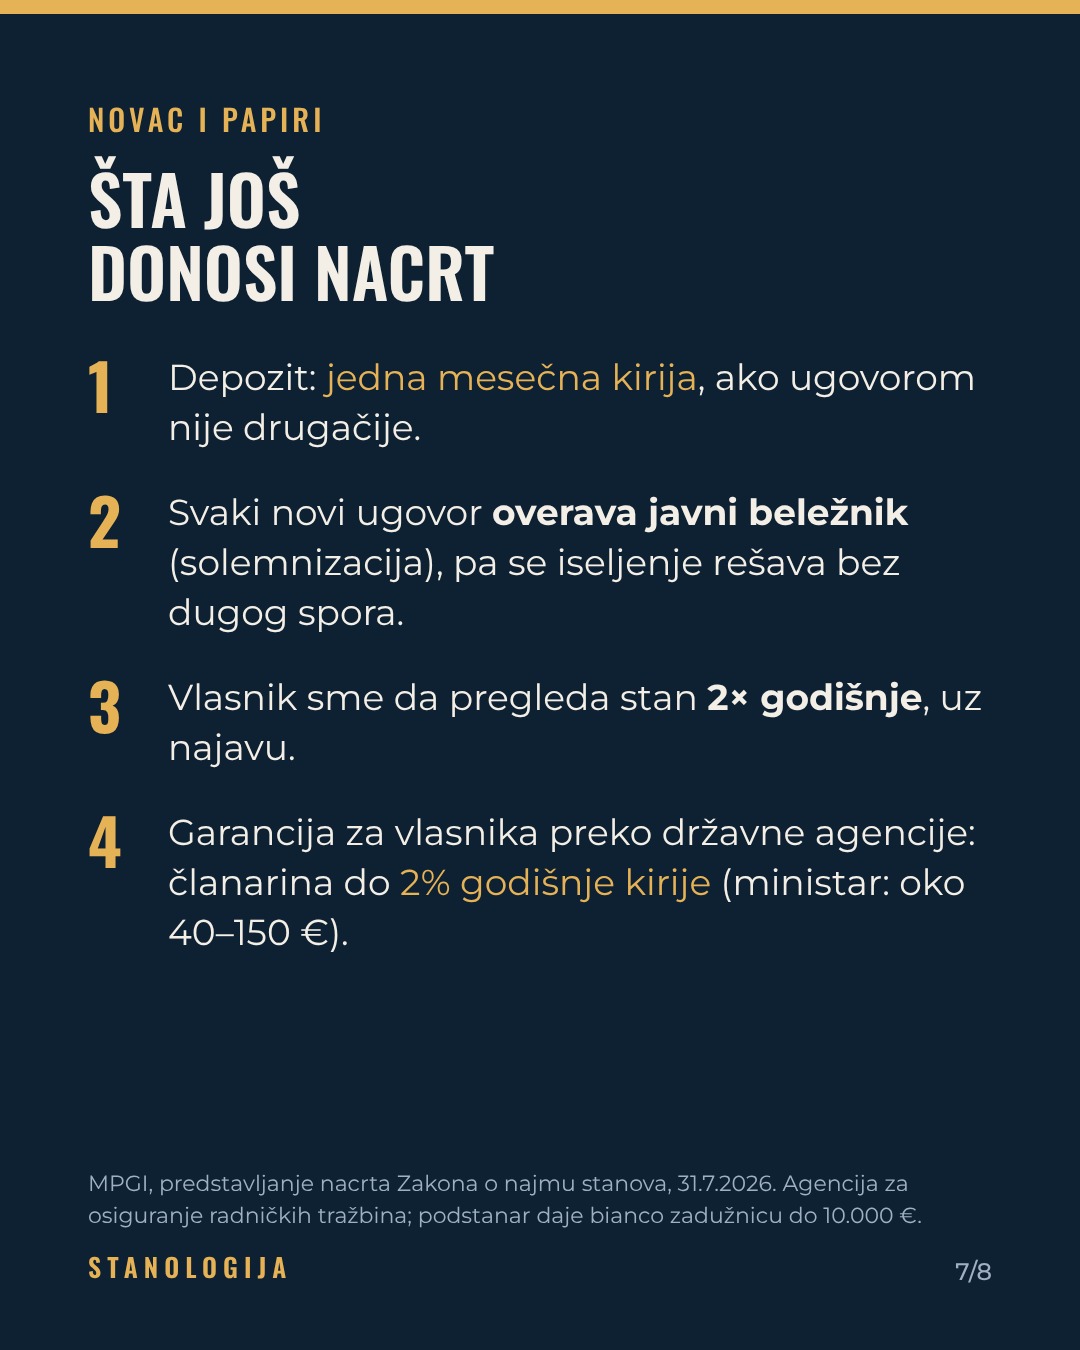 NOVAC I PAPIRI
ŠTA JOŠ
DONOSI NACRT
1 Depozit: jedna mesečna kirija, ako ugovorom
nije drugačije.
2 Svaki novi ugovor overava javni beležnik
(solemnizacija), pa se iseljenje rešava bez
dugog spora.
3 Vlasnik sme da pregleda stan 2× godišnje, uz
najavu.
4 Garancija za vlasnika preko državne agencije:
članarina do 2% godišnje kirije (ministar: oko
40–150 €).
MPGI, predstavljanje nacrta Zakona o najmu stanova, 31.7.2026. Agencija za
osiguranje radničkih tražbina; podstanar daje bianco zadužnicu do 10.000 €.
STANOLOGIJA
7/8